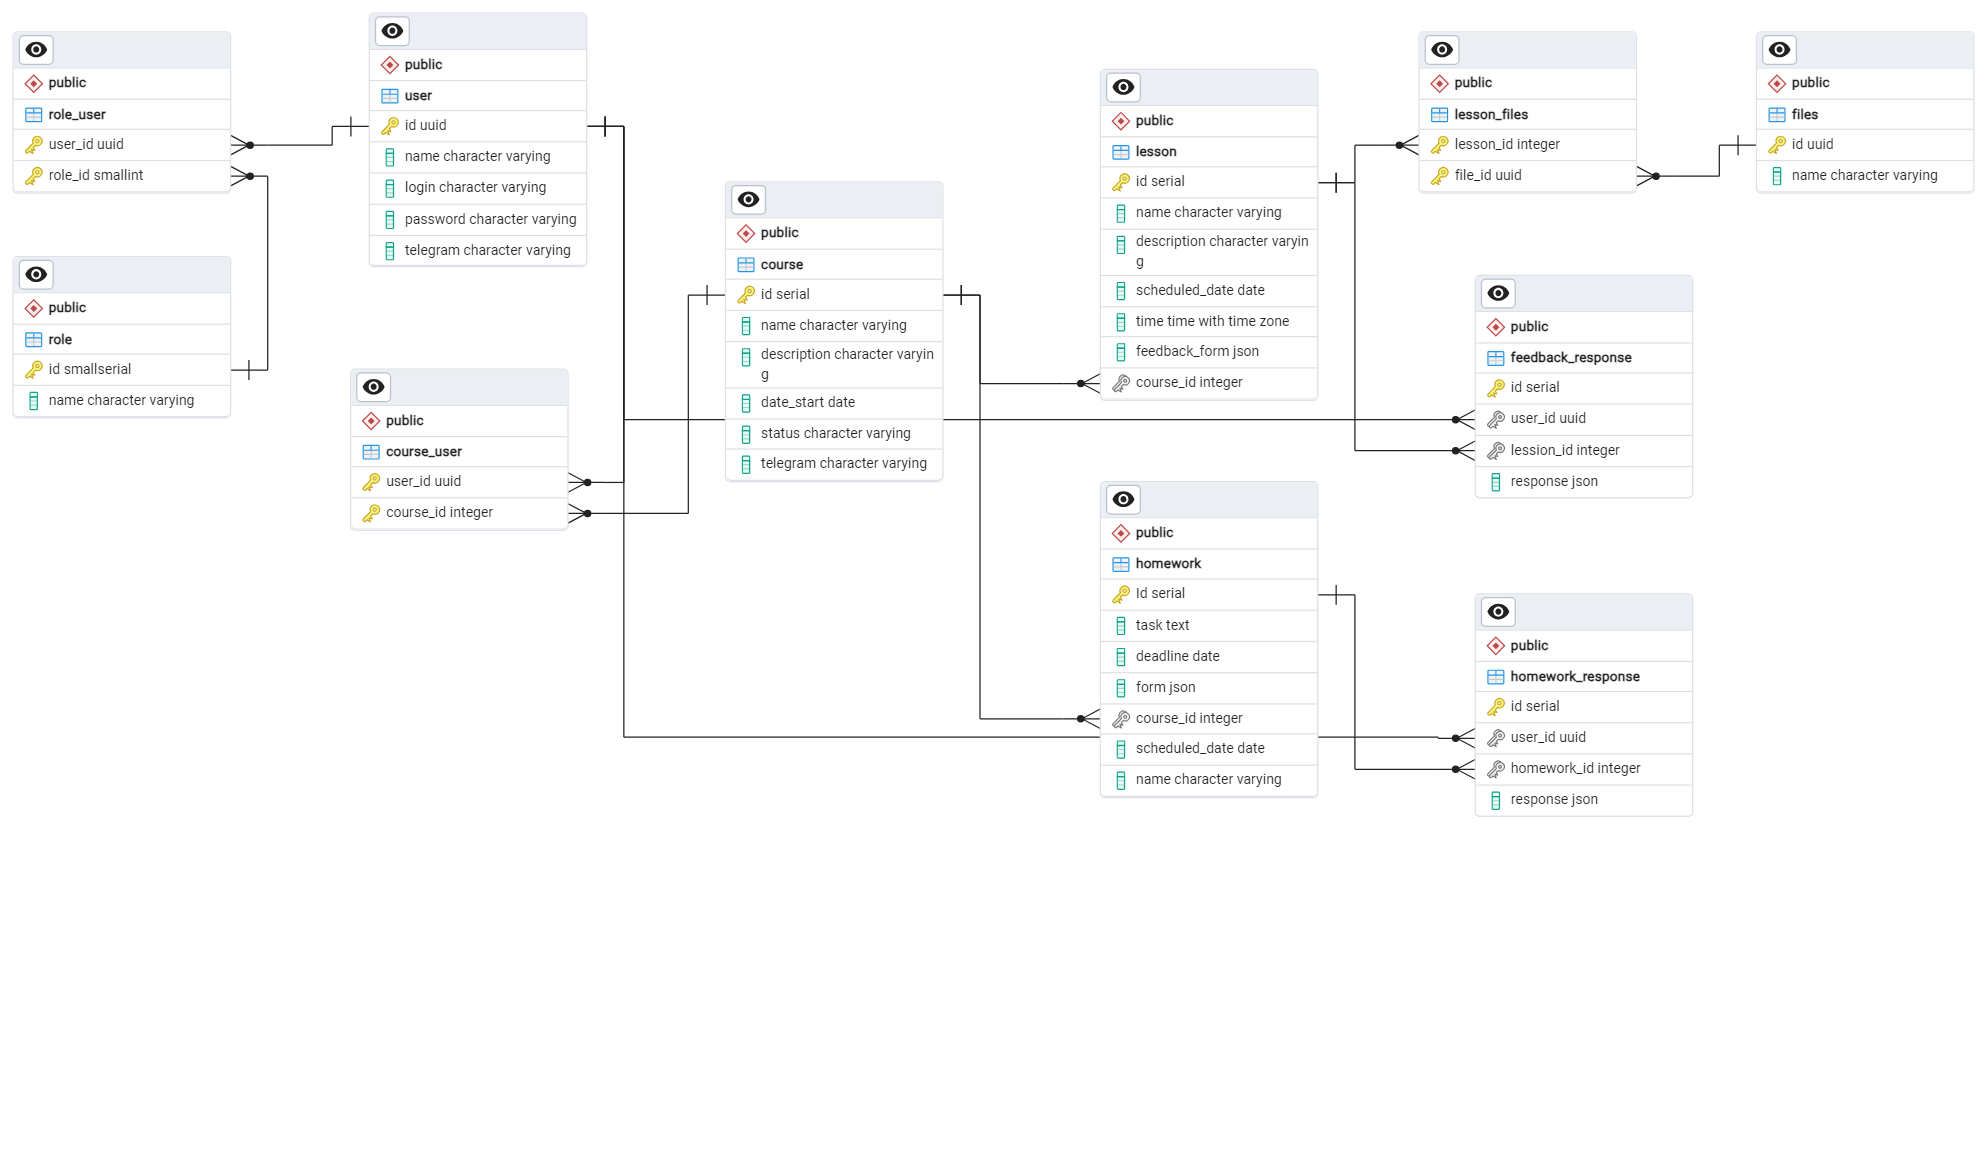 public
role_user
user_id uuid
role_id smallint
public
role
id smallserial
name character varying
public
user
id uuid
name character varying
login character varying
password character varying
telegram character varying
public
course_user
user_id uuid
course_id integer
public
course
id serial
name character varying
description character varyin
g
date_start date
status character varying
telegram character varying
public
lesson
id serial
name character varying
description character varyin
g
scheduled_date date
time time with time zone
feedback_form json
course_id integer
public
homework
Id serial
task text
deadline date
form json
course_id integer
scheduled_date date
name character varying
public
lesson_files
lesson_id integer
file_id uuid
public
files
id uuid
name character varying
public
feedback_response
id serial
user_id uuid
lession_id integer
response json
public
homework_response
id serial
user_id uuid
homework_id integer
response json